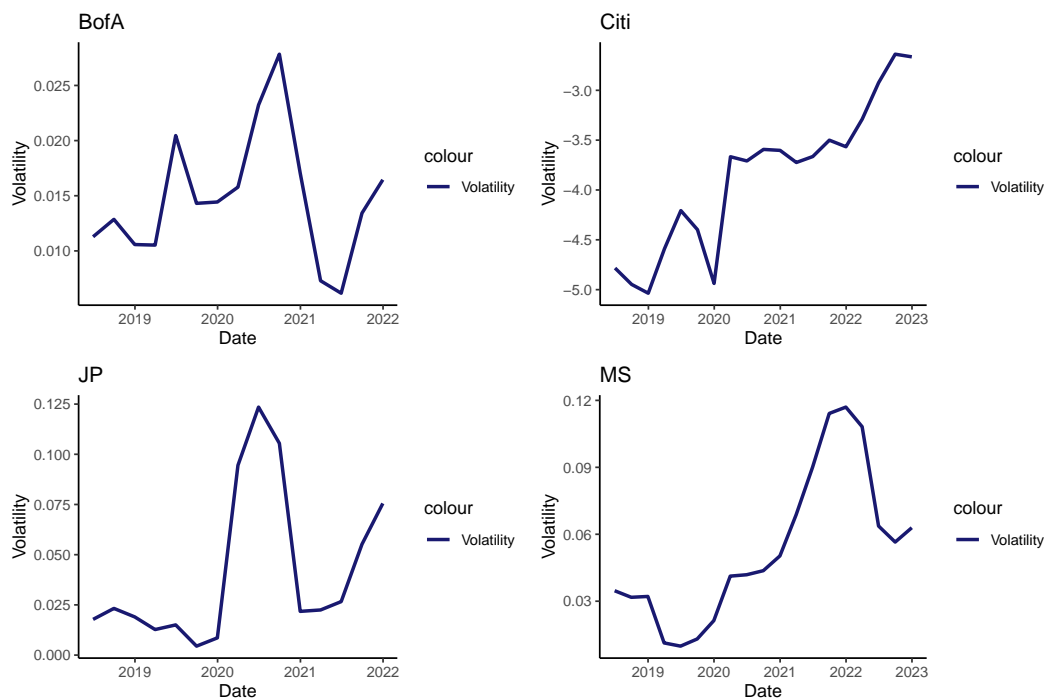 BofA
0.025
0.020
0.015
0.010
Volatility
2019 2020 2021 2022
Date
colour
Volatility
Citi
−3.0
−3.5
−4.0
−4.5
−5.0
Volatility
2019 2020 2021 2022 2023
Date
colour
Volatility
JP
0.125
0.100
0.075
0.050
0.025
0.000
Volatility
2019 2020 2021 2022
Date
colour
Volatility
MS
0.12
0.09
0.06
0.03
Volatility
2019 2020 2021 2022 2023
Date
colour
Volatility